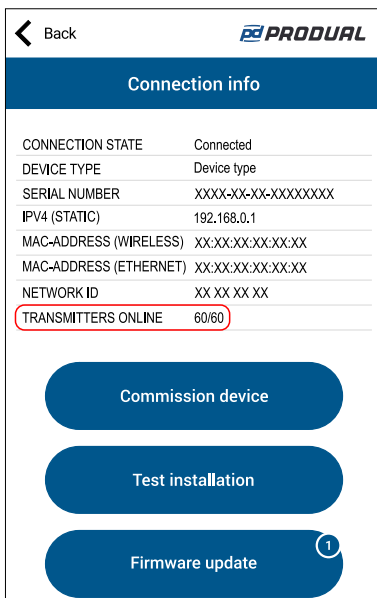 Back
pd PRODUAL
Connection info
CONNECTION STATE Connected
DEVICE TYPE Device type
SERIAL NUMBER XXXX-XX-XX-XXXXXXXX
IPV4 (STATIC) 192.168.0.1
MAC-ADDRESS (WIRELESS) XX:XX:XX:XX:XX:XX
MAC-ADDRESS (ETHERNET) XX:XX:XX:XX:XX:XX
NETWORK ID XX XX XX XX
TRANSMITTERS ONLINE 60/60
Commission device
Test installation
1
Firmware update